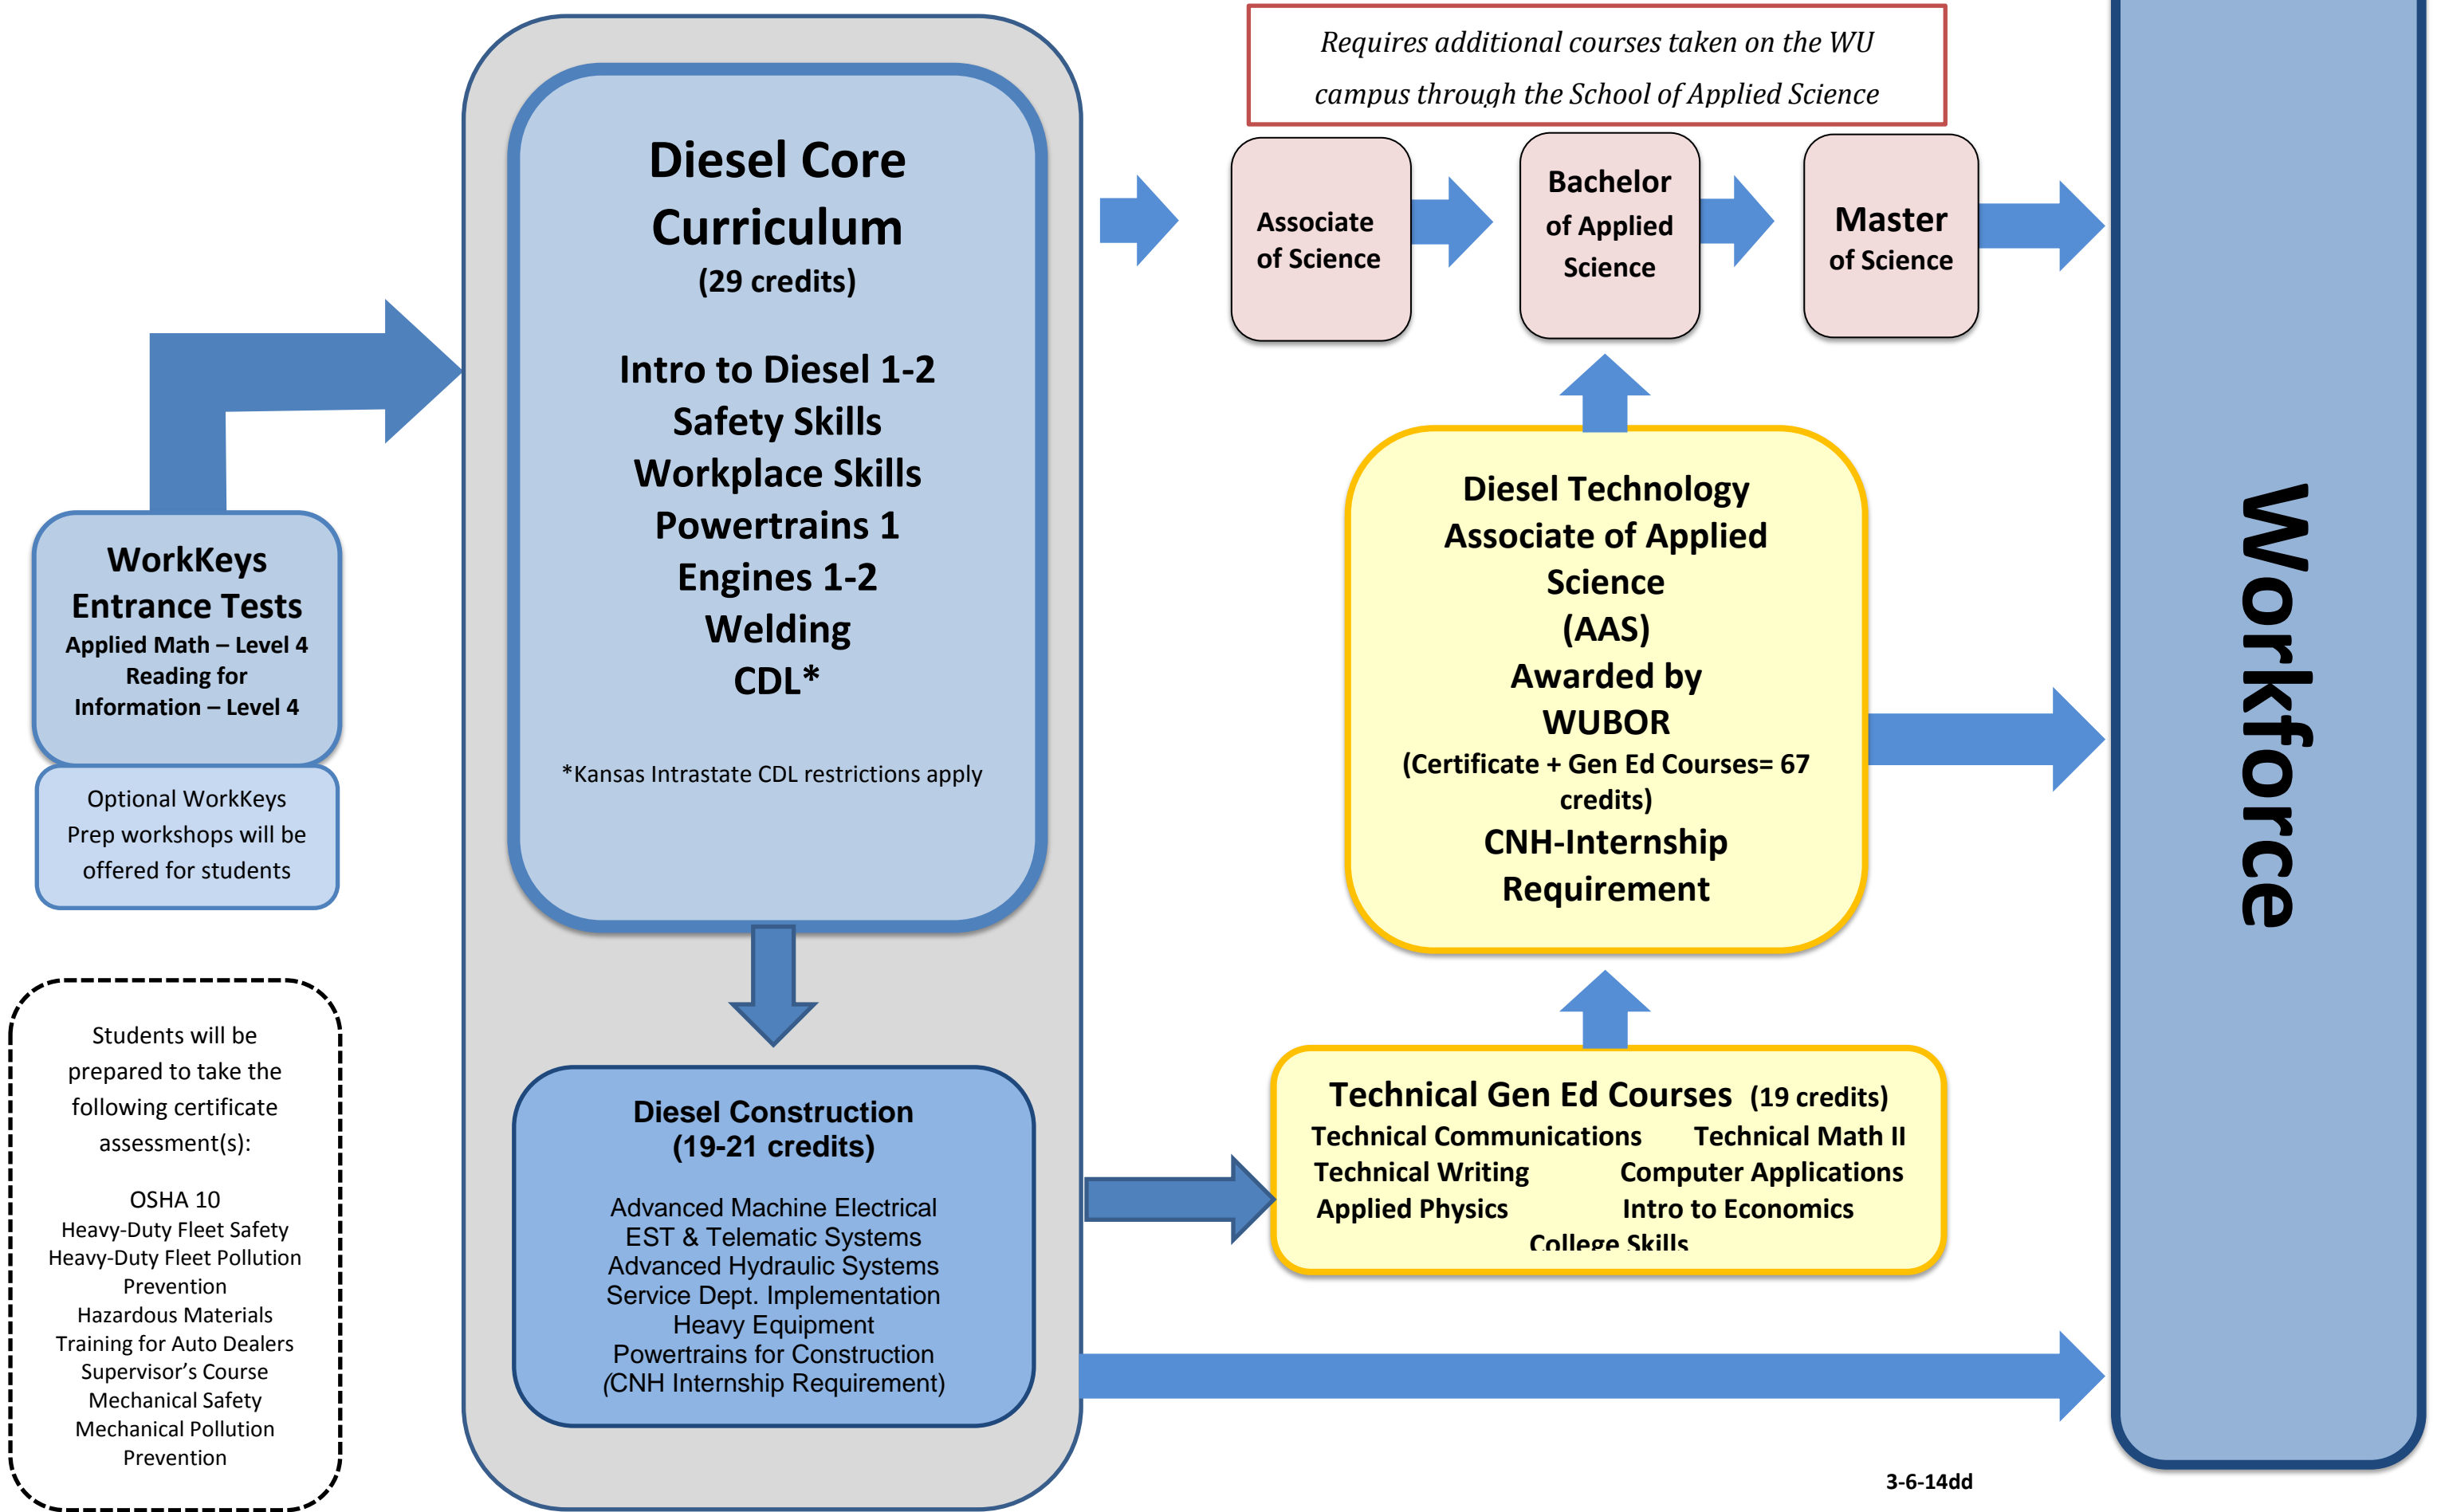 Requires additional courses taken on the WU
campus through the School of Applied Science
Diesel Core
Curriculum
(29 credits)
Intro to Diesel 1-2
Safety Skills
Workplace Skills
Powertrains 1
Engines 1-2
Welding
CDL*
*Kansas Intrastate CDL restrictions apply
Associate
of Science
Bachelor
of Applied
Science
Master
of Science
WorkKeys
Entrance Tests
Applied Math – Level 4
Reading for
Information – Level 4
Optional WorkKeys
Prep workshops will be
offered for students
Diesel Technology
Associate of Applied
Science
(AAS)
Awarded by
WUBOR
(Certificate + Gen Ed Courses= 67
credits)
CNH-Internship
Requirement
Workforce
Students will be
prepared to take the
following certificate
assessment(s):
OSHA 10
Heavy-Duty Fleet Safety
Heavy-Duty Fleet Pollution
Prevention
Hazardous Materials
Training for Auto Dealers
Supervisor’s Course
Mechanical Safety
Mechanical Pollution
Prevention
Diesel Construction
(19-21 credits)
Advanced Machine Electrical
EST & Telematic Systems
Advanced Hydraulic Systems
Service Dept. Implementation
Heavy Equipment
Powertrains for Construction
(CNH Internship Requirement)
Technical Gen Ed Courses (19 credits)
Technical Communications Technical Math II
Technical Writing Computer Applications
Applied Physics Intro to Economics
College Skills
3-6-14dd